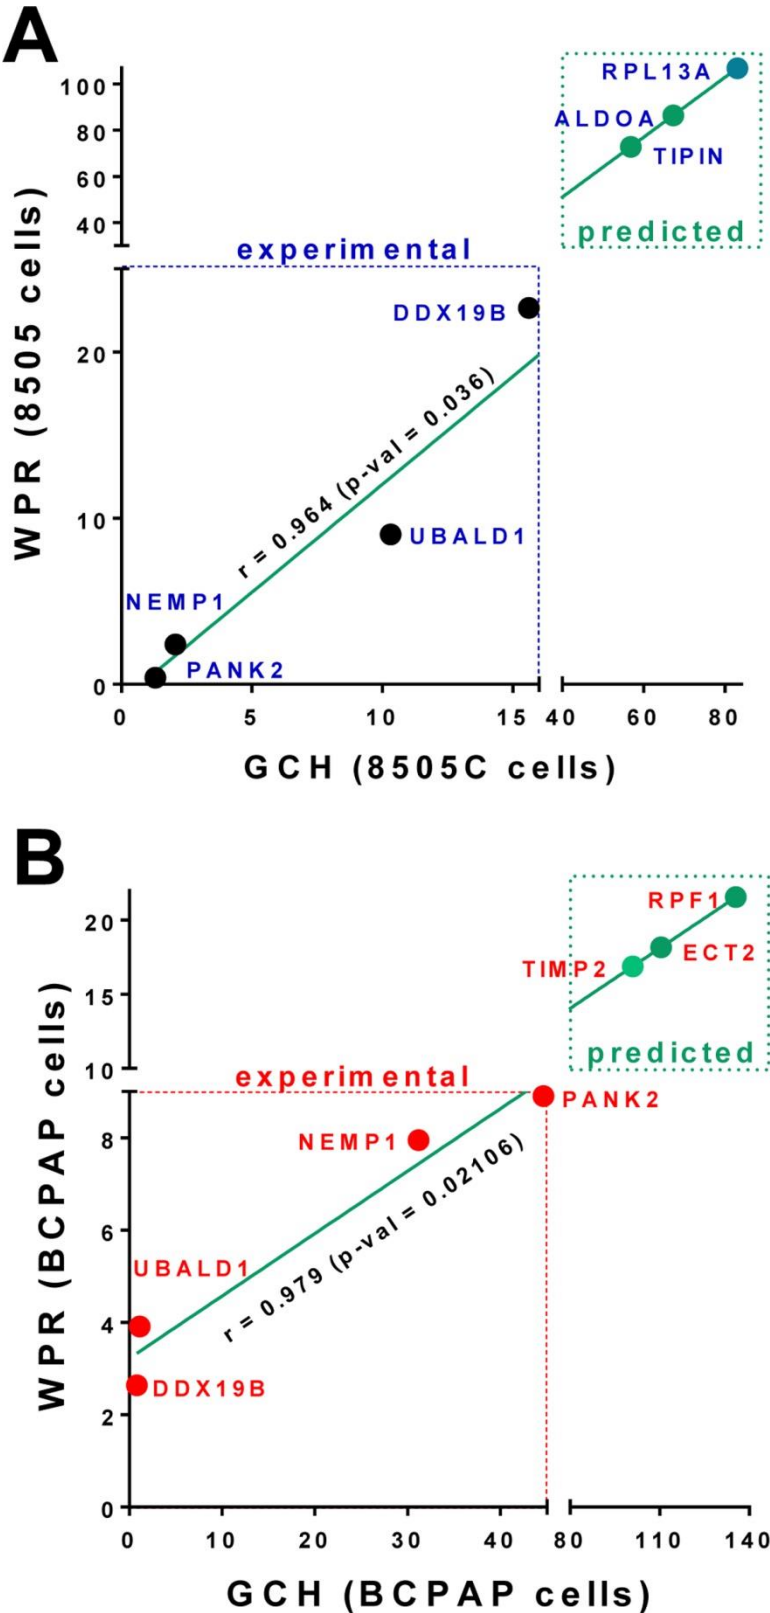 A
RPL13A
ALDOA
TIPIN
predicted
100
80
60
40
experimental
DDX19B
20
r = 0.964 (p-val = 0.036)
UBALD1
10
NEMP1
PANK2
0
0 5 10 15 40 60 80
WPR (8505 cells)
GCH (8505C cells)
B
RPF1
ECT2
TIMP2
predicted
20
15
10
experimental
PANK2
NEMP1
8
r = 0.979 (p-val = 0.02106)
6
UBALD1
4
DDX19B
2
0
0 10 20 30 40 80 110 140
WPR (BCPAP cells)
GCH (BCPAP cells)